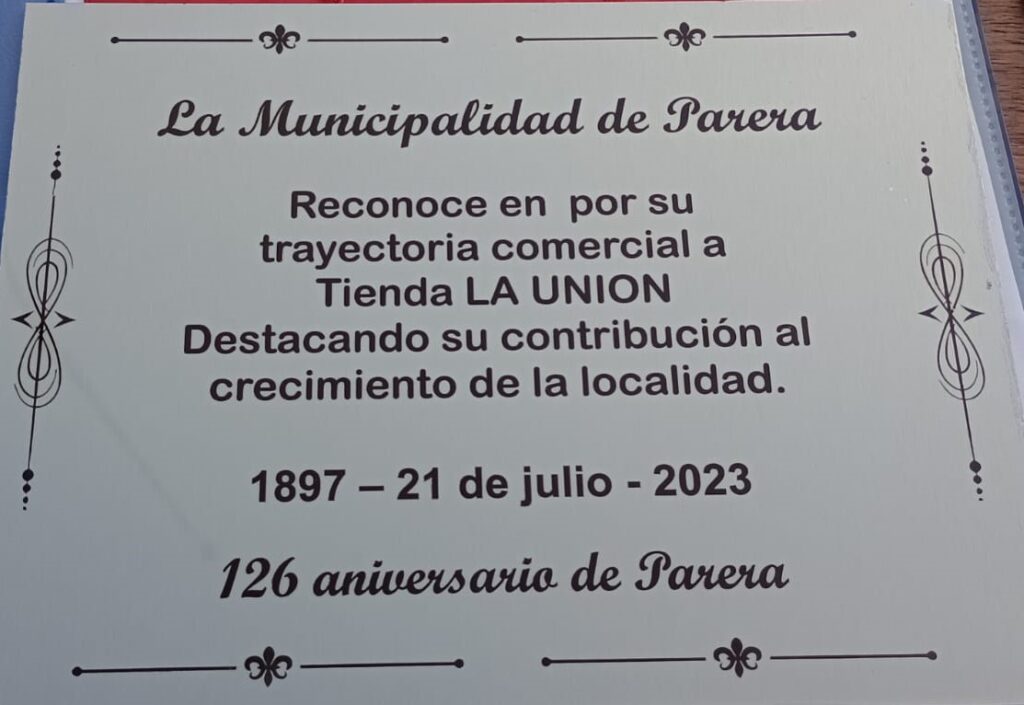 La Municipalidad de Parera
Reconoce en  por su
trayectoria comercial a
Tienda LA UNION
Destacando su contribución al
crecimiento de la localidad.
1897 – 21 de julio - 2023
126 aniversario de Parera